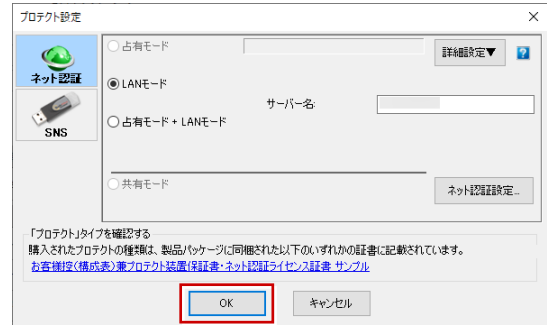 プロテクト設定
ネット認証
SNS
占有モード
詳細設定▼
?
LANモード
サーバー名:
占有モード + LANモード
共有モード
ネット認証設定...
「プロテクト」タイプを確認する
購入されたプロテクトの種類は、製品パッケージに同梱された以下のいずれかの証書に記載されています。
お客様控(構成表)兼プロテクト装置保証書・ネット認証ライセンス証書 サンプル
OK
キャンセル